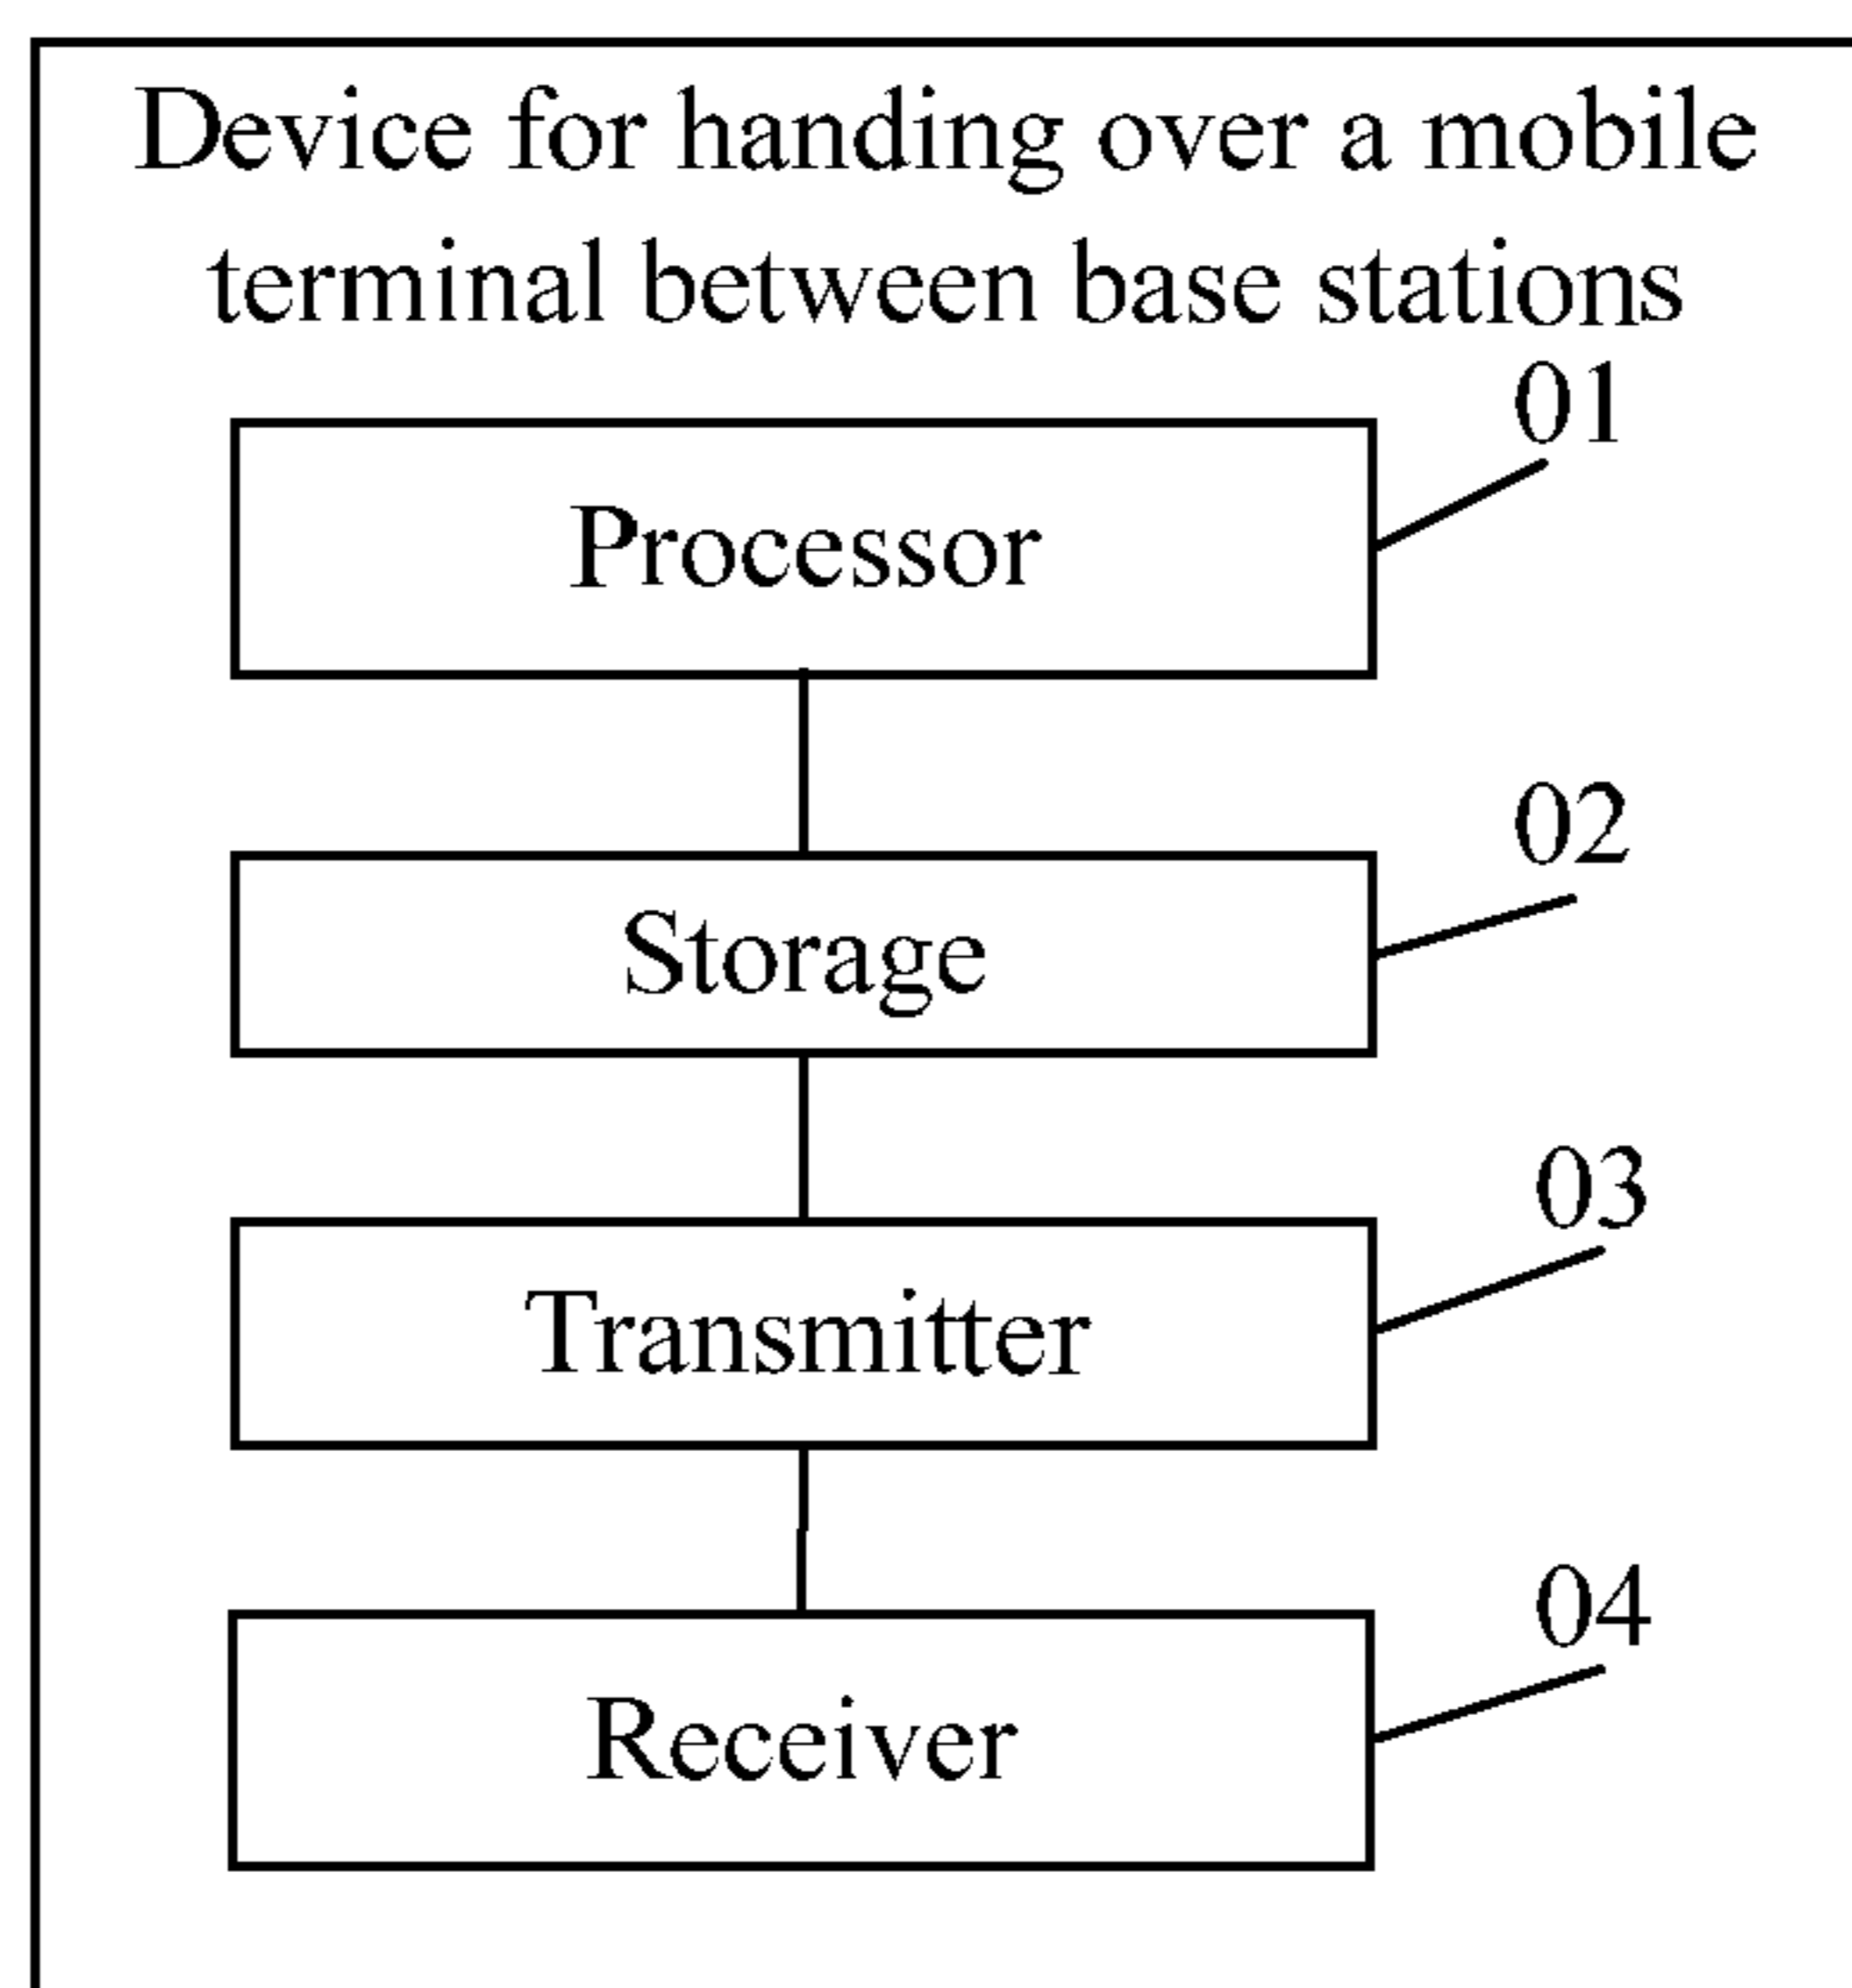 Device for handing over a mobile
terminal between base stations
01
Processor
02
Storage
03
Transmitter
04
Receiver